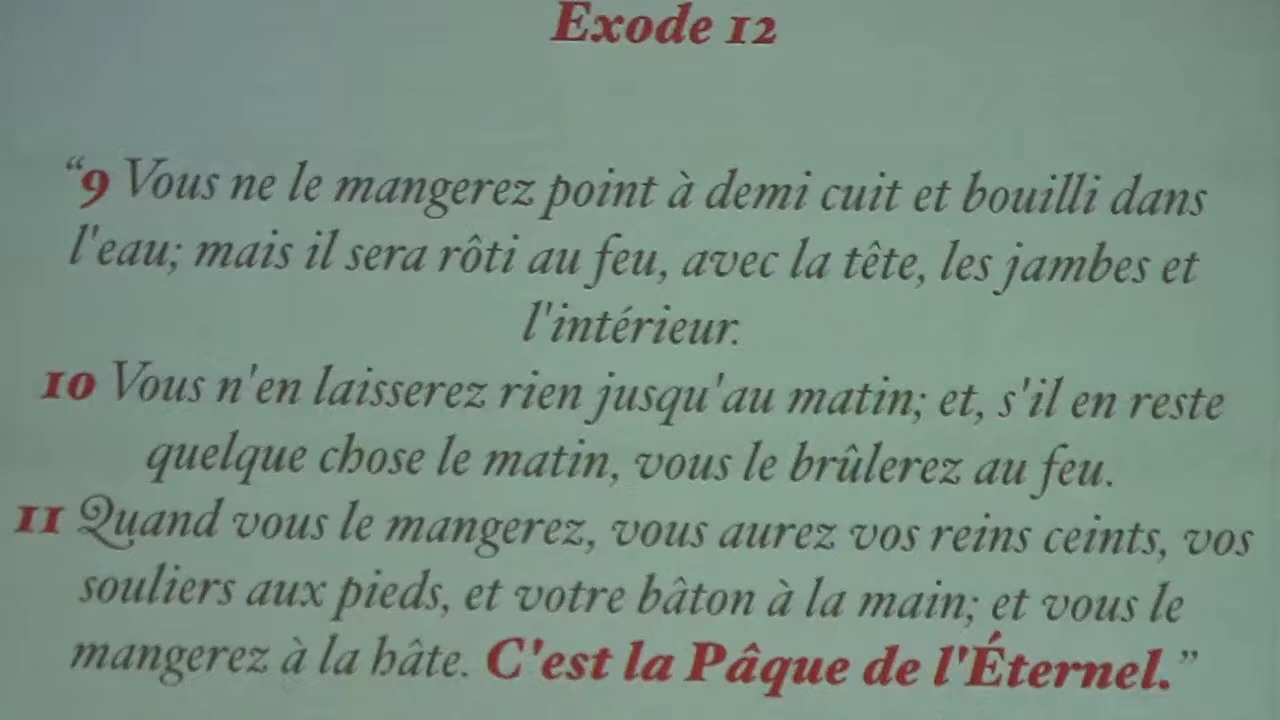 Exode 12
“9 Vous ne le mangerez point à demi cuit et bouilli dans
l'eau; mais il sera rôti au feu, avec la tête, les jambes et
l'intérieur.
10 Vous n'en laisserez rien jusqu'au matin; et, s'il en reste
quelque chose le matin, vous le brûlerez au feu.
11 Quand vous le mangerez, vous aurez vos reins ceints, vos
souliers aux pieds, et votre bâton à la main; et vous le
mangerez à la hâte. C'est la Pâque de l'Éternel.”